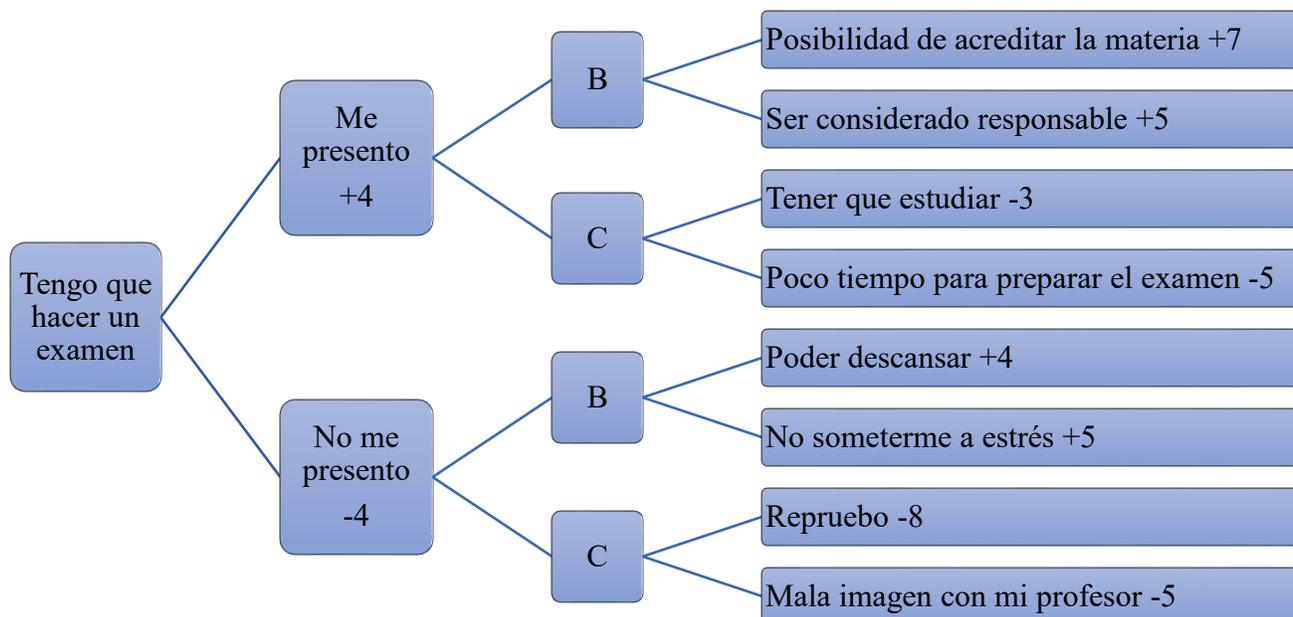 Tengo que
hacer un
examen
Me
presento
+4
B
Posibilidad de acreditar la materia +7
Ser considerado responsable +5
C
Tener que estudiar -3
Poco tiempo para preparar el examen -5
No me
presento
-4
B
Poder descansar +4
No someterme a estrés +5
C
Repruebo -8
Mala imagen con mi profesor -5